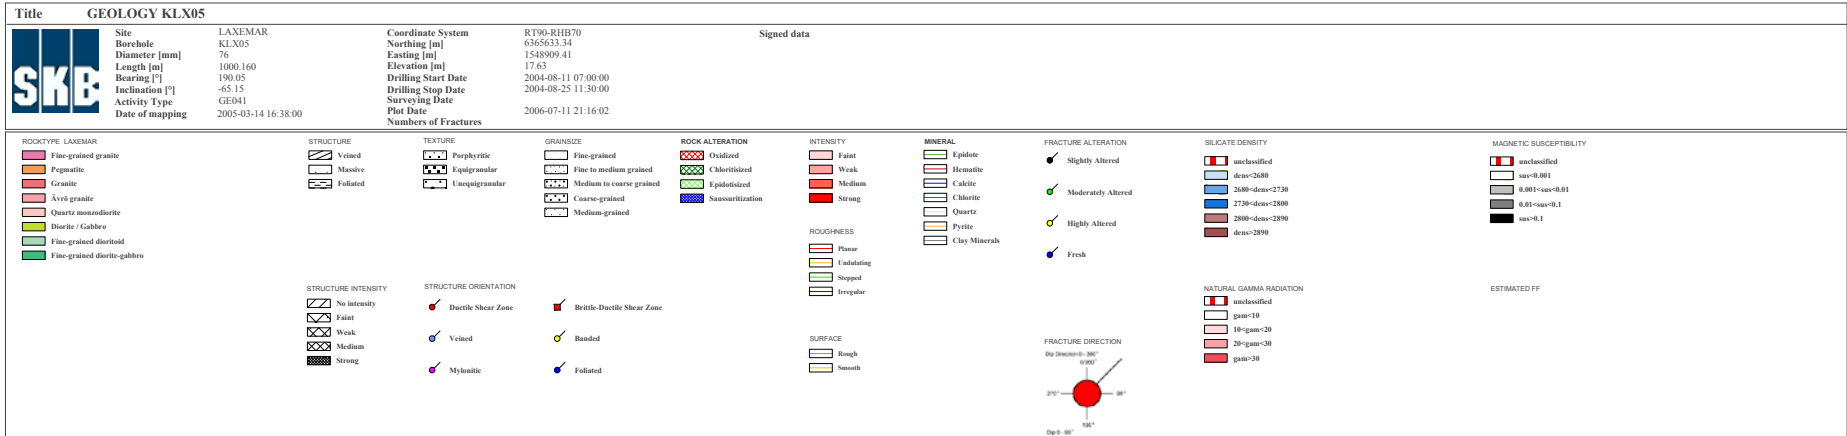 Title GEOLOGY KLX05
SKB
Site LAXEMAR
Borehole KLX05
Diameter [mm] 76
Length [m] 1000.160
Bearing [°] 190.05
Inclination [°] -65.15
Activity Type GE041
Date of mapping 2005-03-14 16:38:00
Coordinate System RT90-RHB70
Northing [m] 6365633.34
Easting [m] 1548909.41
Elevation [m] 17.63
Drilling Start Date 2004-08-11 07:00:00
Drilling Stop Date 2004-08-25 11:30:00
Surveying Date
Plot Date 2006-07-11 21:16:02
Numbers of Fractures
Signed data
ROCKTYPE LAXEMAR
Fine-grained granite
Pegmatite
Granite
Ävrö granite
Quartz monzodiorite
Diorite / Gabbro
Fine-grained dioritoid
Fine-grained diorite-gabbro
STRUCTURE
Veined
Massive
Foliated
TEXTURE
Porphyritic
Equigranular
Unequigranular
GRAINSIZE
Fine-grained
Fine to medium grained
Medium to coarse grained
Coarse-grained
Medium-grained
ROCK ALTERATION
Oxidized
Chloritisized
Epidotisized
Saussuritization
INTENSITY
Faint
Weak
Medium
Strong
ROUGHNESS
Planar
Undulating
Stepped
Irregular
SURFACE
Rough
Smooth
MINERAL
Epidote
Hematite
Calcite
Chlorite
Quartz
Pyrite
Clay Minerals
FRACTURE ALTERATION
Slightly Altered
Moderately Altered
Highly Altered
Fresh
FRACTURE DIRECTION
Dip Direction 0 - 360°
0/360°
270°
90°
180°
Dip 0 - 90°
SILICATE DENSITY
unclassified
dens<2680
2680<dens<2730
2730<dens<2800
2800<dens<2890
dens>2890
NATURAL GAMMA RADIATION
unclassified
gam<10
10<gam<20
20<gam<30
gam>30
MAGNETIC SUSCEPTIBILITY
unclassified
sus<0.001
0.001<sus<0.01
0.01<sus<0.1
sus>0.1
ESTIMATED FF
STRUCTURE INTENSITY
No intensity
Faint
Weak
Medium
Strong
STRUCTURE ORIENTATION
Ductile Shear Zone
Veined
Mylonitic
Brittle-Ductile Shear Zone
Banded
Foliated